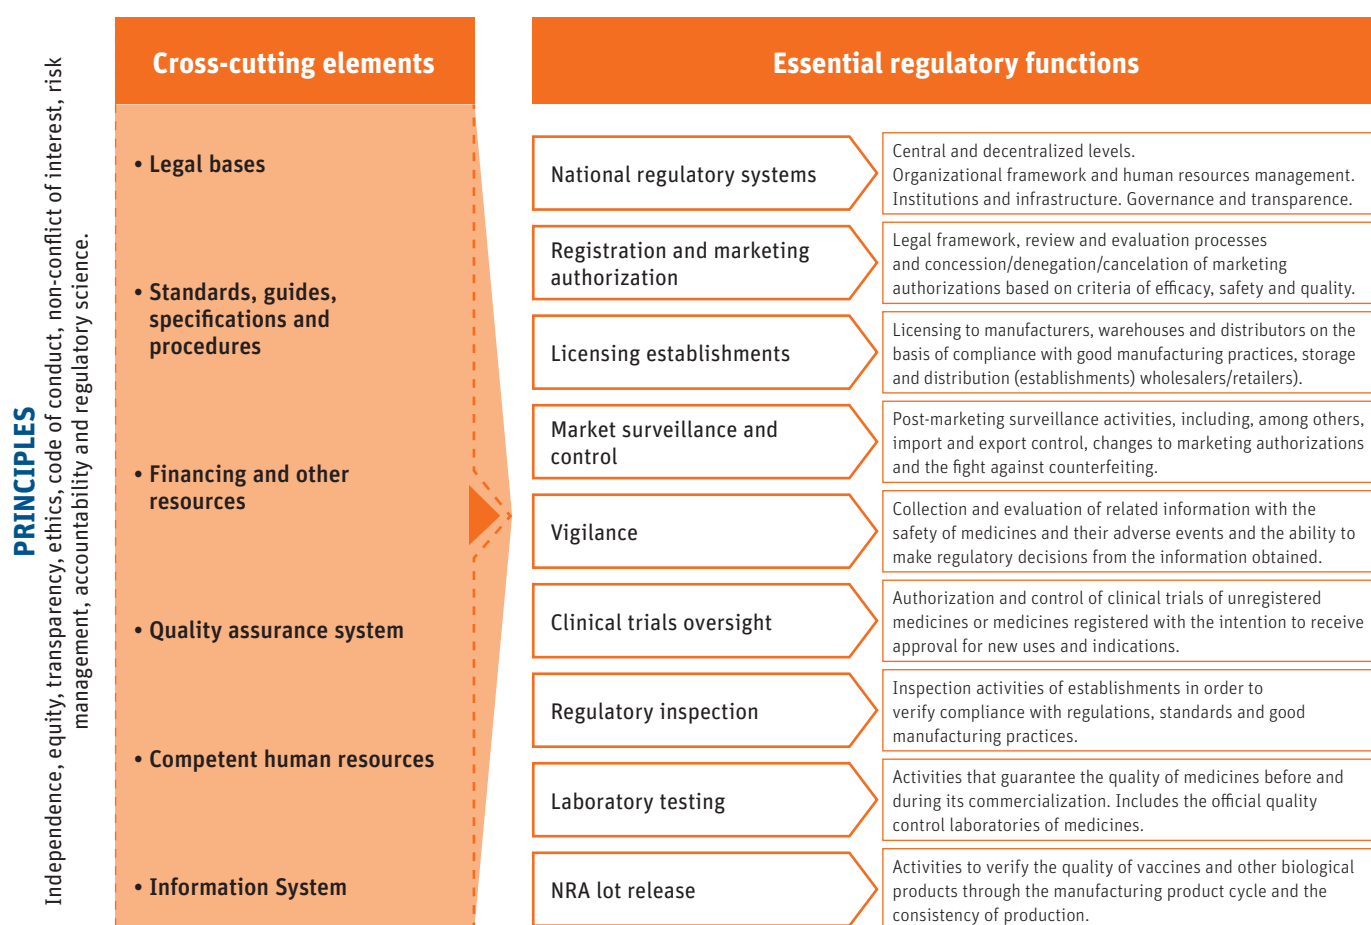 PRINCIPLES
Independence, equity, transparency, ethics, code of conduct, non-conflict of interest, risk
management, accountability and regulatory science.
Cross-cutting elements
• Legal bases
• Standards, guides,
specifications and
procedures
• Financing and other
resources
• Quality assurance system
• Competent human resources
• Information System
Essential regulatory functions
National regulatory systems
Central and decentralized levels.
Organizational framework and human resources management.
Institutions and infrastructure. Governance and transparence.
Registration and marketing
authorization
Legal framework, review and evaluation processes
and concession/denegation/cancelation of marketing
authorizations based on criteria of efficacy, safety and quality.
Licensing establishments
Licensing to manufacturers, warehouses and distributors on the
basis of compliance with good manufacturing practices, storage
and distribution (establishments) wholesalers/retailers).
Market surveillance and
control
Post-marketing surveillance activities, including, among others,
import and export control, changes to marketing authorizations
and the fight against counterfeiting.
Vigilance
Collection and evaluation of related information with the
safety of medicines and their adverse events and the ability to
make regulatory decisions from the information obtained.
Clinical trials oversight
Authorization and control of clinical trials of unregistered
medicines or medicines registered with the intention to receive
approval for new uses and indications.
Regulatory inspection
Inspection activities of establishments in order to
verify compliance with regulations, standards and good
manufacturing practices.
Laboratory testing
Activities that guarantee the quality of medicines before and
during its commercialization. Includes the official quality
control laboratories of medicines.
NRA lot release
Activities to verify the quality of vaccines and other biological
products through the manufacturing product cycle and the
consistency of production.